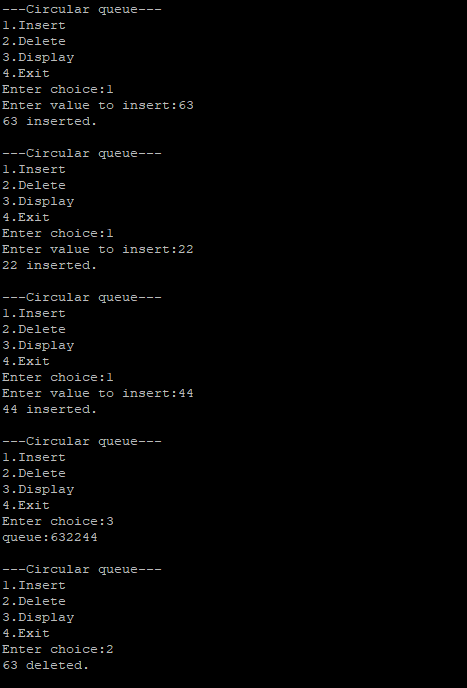 ---Circular queue---
1.Insert
2.Delete
3.Display
4.Exit
Enter choice:1
Enter value to insert:63
63 inserted.
---Circular queue---
1.Insert
2.Delete
3.Display
4.Exit
Enter choice:1
Enter value to insert:22
22 inserted.
---Circular queue---
1.Insert
2.Delete
3.Display
4.Exit
Enter choice:1
Enter value to insert:44
44 inserted.
---Circular queue---
1.Insert
2.Delete
3.Display
4.Exit
Enter choice:3
queue:632244
---Circular queue---
1.Insert
2.Delete
3.Display
4.Exit
Enter choice:2
63 deleted.